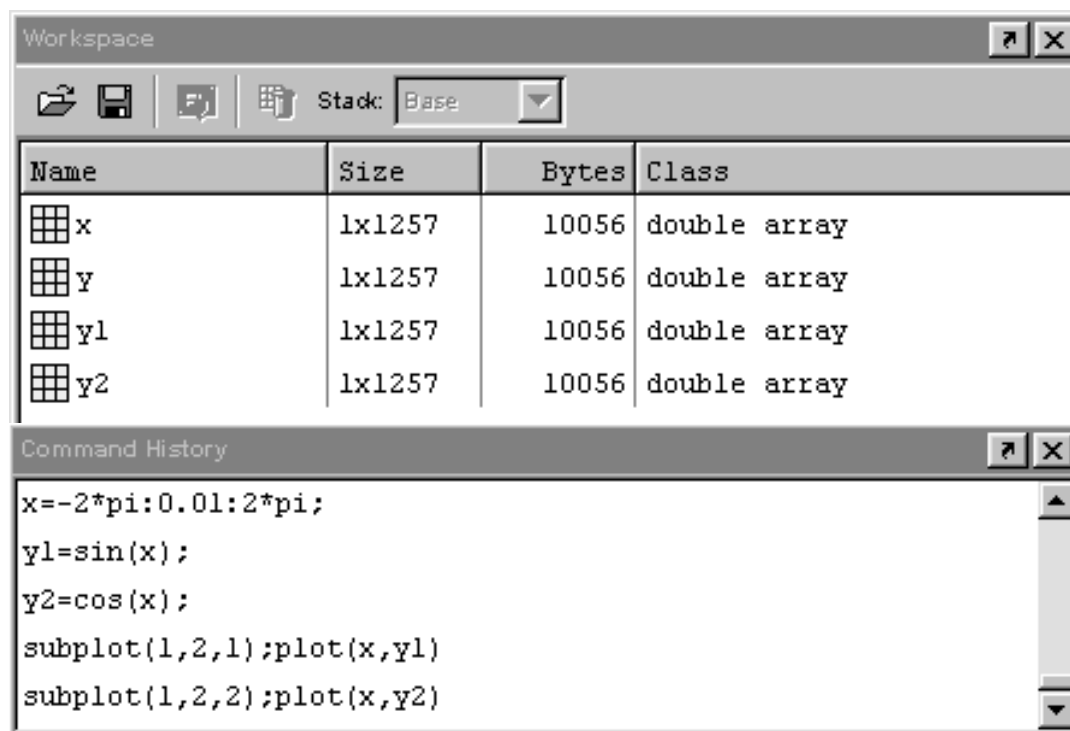 Workspace
Stack: Base
Name Size Bytes Class
x 1x1257 10056 double array
y 1x1257 10056 double array
y1 1x1257 10056 double array
y2 1x1257 10056 double array
Command History
x=-2*pi:0.01:2*pi;
y1=sin(x);
y2=cos(x);
subplot(1,2,1);plot(x,y1)
subplot(1,2,2);plot(x,y2)